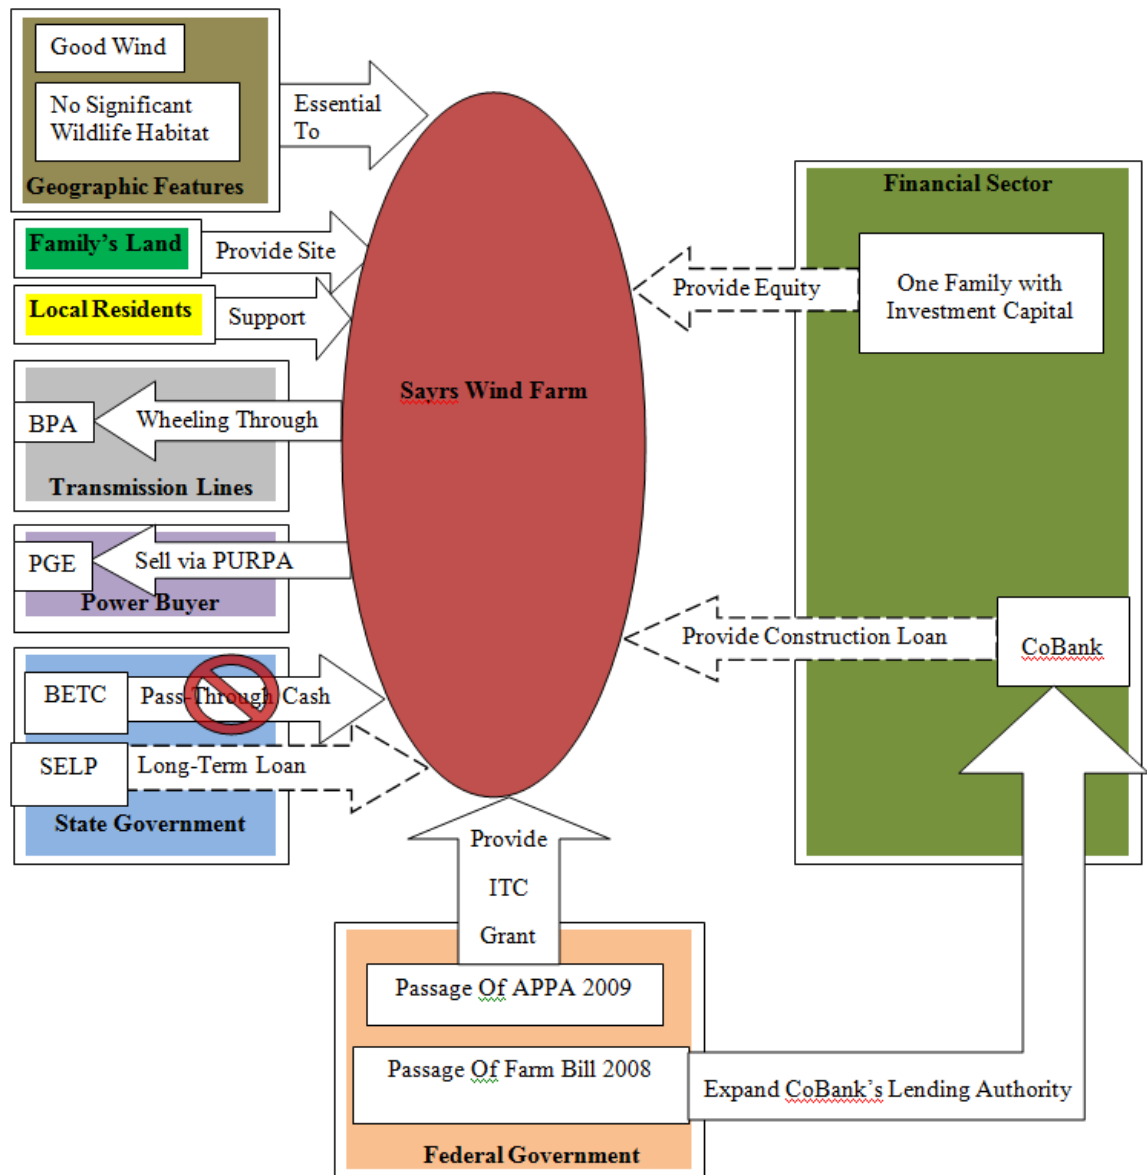 Good Wind
No Significant
Wildlife Habitat
Geographic Features
Essential
To
Family's Land
Provide Site
Local Residents
Support
BPA
Wheeling Through
Transmission Lines
PGE
Sell via PURPA
Power Buyer
BETC
Pass-Through Cash
SELP
Long-Term Loan
State Government
Sayrs Wind Farm
Financial Sector
Provide Equity
One Family with
Investment Capital
Provide Construction Loan
CoBank
Provide
ITC
Grant
Passage Of APPA 2009
Passage Of Farm Bill 2008
Expand CoBank's Lending Authority
Federal Government